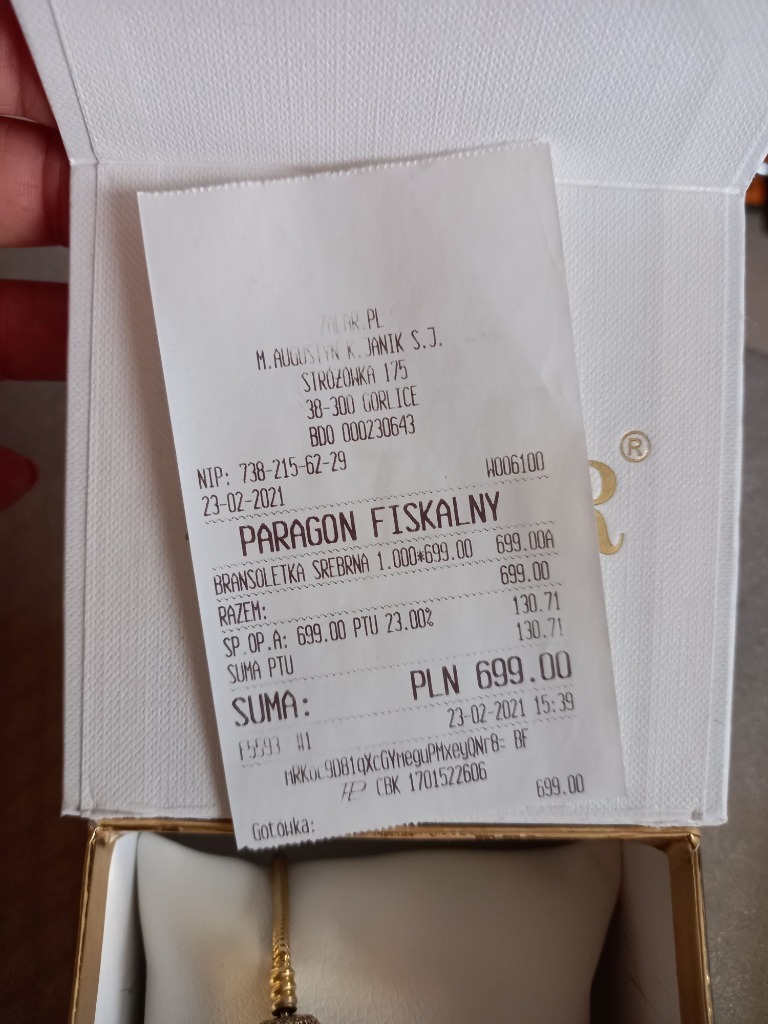 .PL
M.AUGUSTYN K.JANIK S.J.
STRÓŻÓWKA 175
38-300 GORLICE
BDO 000230643
NIP: 738-215-62-29
23-02-2021 W006100
PARAGON FISKALNY
BRANSOLETKA SREBRNA 1.000*699.00 699.00A
RAZEM: 699.00
SP.OP.A: 699.00 PTU 23.00% 130.71
SUMA PTU 130.71
SUMA: PLN 699.00
F5593 #1 23-02-2021 15:39
CBK 1701522606
Gotówka: 699.00
R®